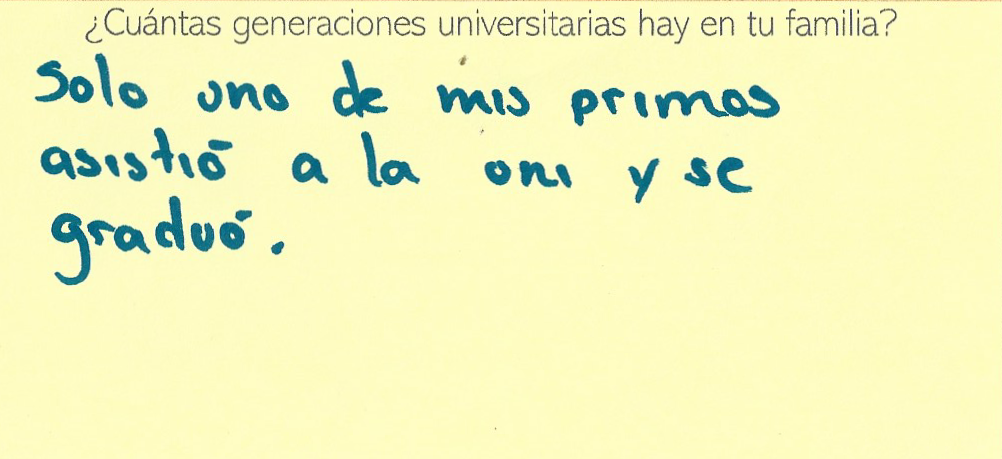 ¿Cuántas generaciones universitarias hay en tu familia?
Solo uno de mis primos
asistió a la uni y se
graduó.